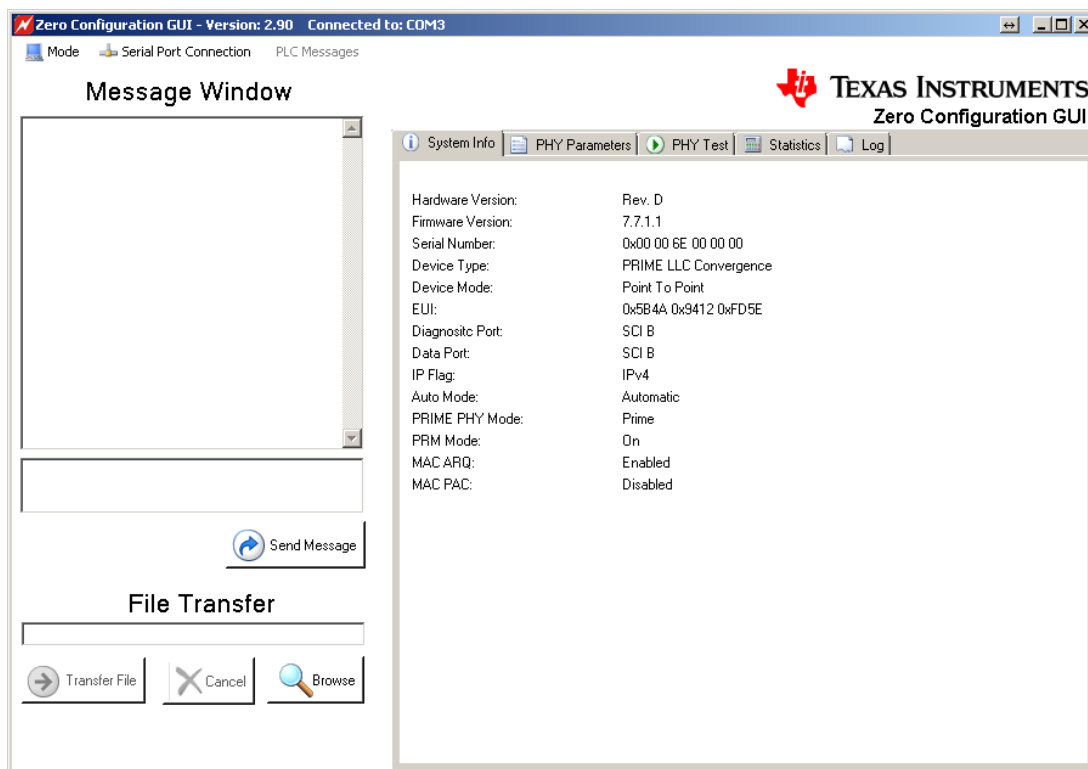 Zero Configuration GUI - Version: 2.90 Connected to: COM3
Mode Serial Port Connection PLC Messages
Message Window
TEXAS INSTRUMENTS
Zero Configuration GUI
System Info PHY Parameters PHY Test Statistics Log
Hardware Version: Rev. D
Firmware Version: 7.7.1.1
Serial Number: 0x00 00 6E 00 00 00
Device Type: PRIME LLC Convergence
Device Mode: Point To Point
EUI: 0x5B4A 0x9412 0xFD5E
Diagnositc Port: SCI B
Data Port: SCI B
IP Flag: IPv4
Auto Mode: Automatic
PRIME PHY Mode: Prime
PRM Mode: On
MAC ARQ: Enabled
MAC PAC: Disabled
Send Message
File Transfer
Transfer File Cancel Browse